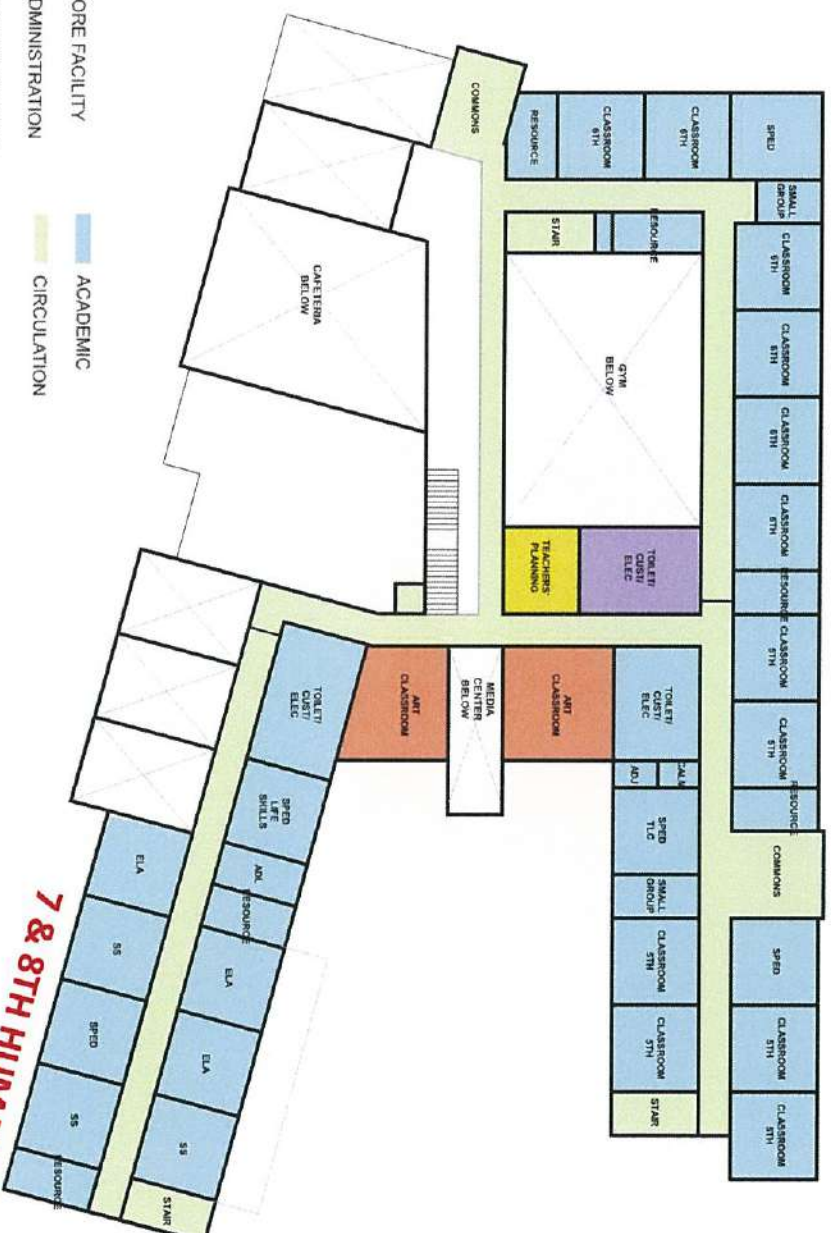 SPED
CLASSROOM
6TH
CLASSROOM
6TH
RESOURCE
COMMONS
SMALL
GROUP
CLASSROOM
6TH
CLASSROOM
6TH
CLASSROOM
6TH
CLASSROOM
6TH
RESOURCE
CLASSROOM
5TH
CLASSROOM
5TH
RESOURCE
COMMONS
SPED
CLASSROOM
5TH
CLASSROOM
5TH
RESOURCE
STAIR
GYM
BELOW
TOILET/
CUST/
ELEC
TEACHERS'
PLANNING
TOILET/
CUST/
ELEC
CALM
ADJ
SPED
TLC
SMALL
GROUP
CLASSROOM
5TH
CLASSROOM
5TH
STAIR
ART
CLASSROOM
MEDIA
CENTER
BELOW
ART
CLASSROOM
CAFETERIA
BELOW
TOILET/
CUST/
ELEC
SPED
LIFE
SKILLS
ADL
RESOURCE
ELA
ELA
SS
STAIR
ELA
SS
SPED
SS
RESOURCE
7 & 8TH HUMA
ACADEMIC
CIRCULATION
ORE FACILITY
DMINISTRATION